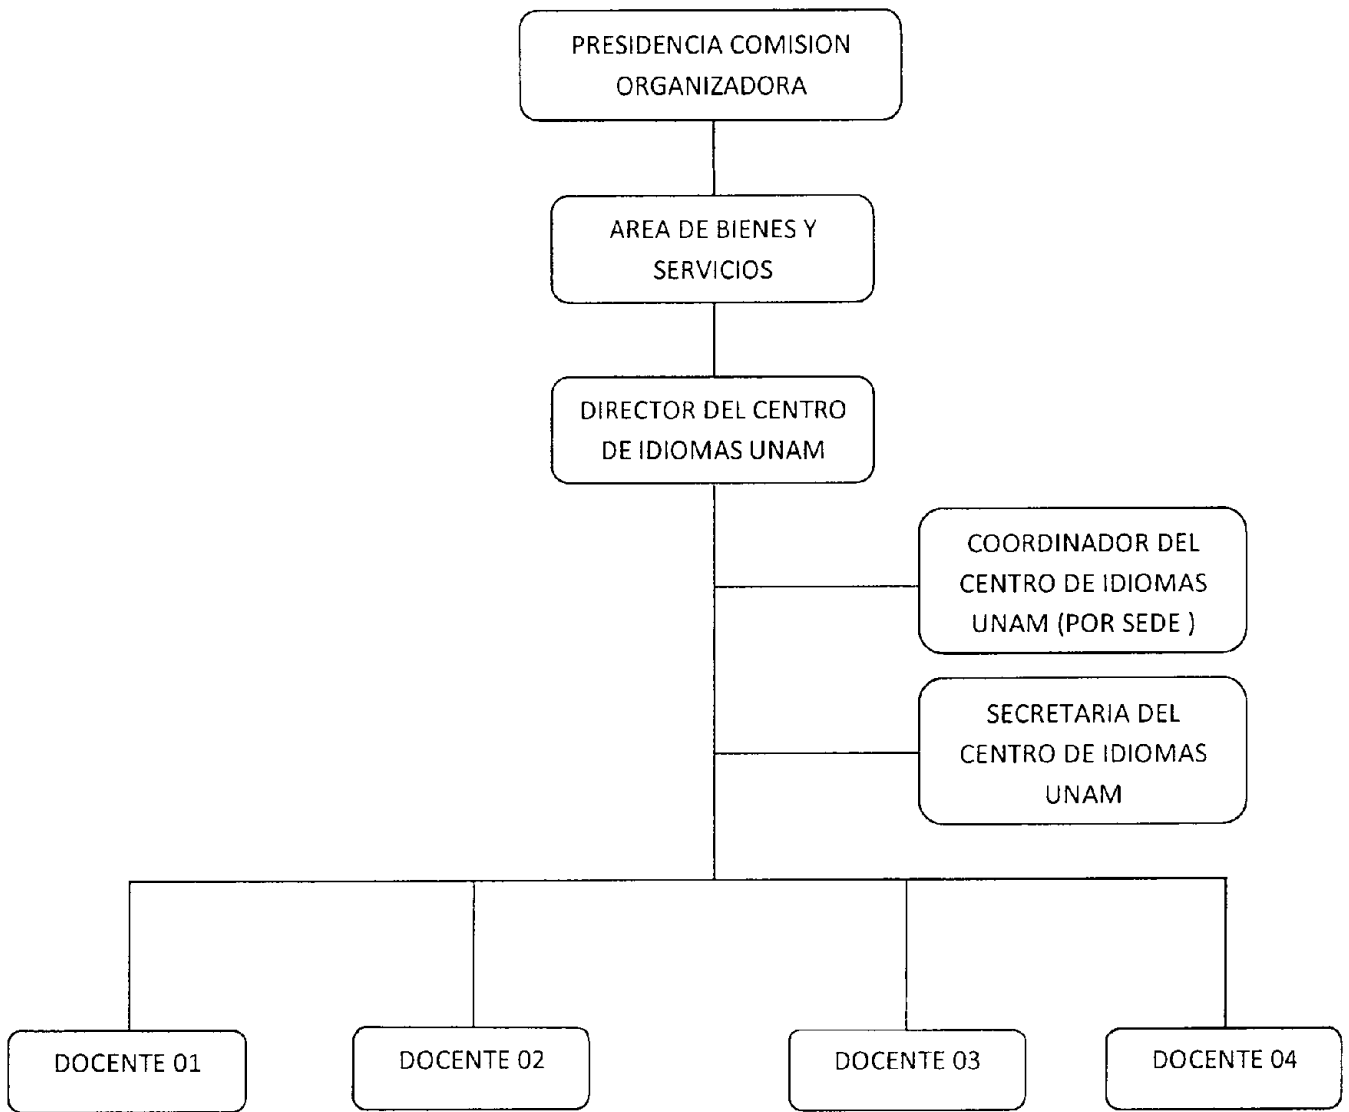 PRESIDENCIA COMISION
ORGANIZADORA
AREA DE BIENES Y
SERVICIOS
DIRECTOR DEL CENTRO
DE IDIOMAS UNAM
COORDINADOR DEL
CENTRO DE IDIOMAS
UNAM (POR SEDE )
SECRETARIA DEL
CENTRO DE IDIOMAS
UNAM
DOCENTE 01
DOCENTE 02
DOCENTE 03
DOCENTE 04